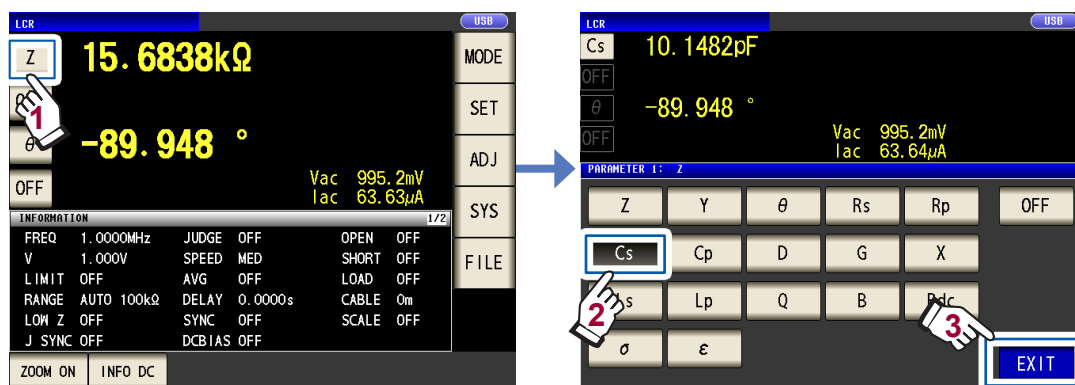 LCR USB
Z 15.6838kΩ MODE
1
OFF
SET
θ -89.948 °
ADJ
OFF
Vac 995.2mV
Iac 63.63μA
SYS
INFORMATION 1/2
FREQ 1.0000MHz JUDGE OFF OPEN OFF
V 1.000V SPEED MED SHORT OFF
FILE
LIMIT OFF AVG OFF LOAD OFF
RANGE AUTO 100kΩ DELAY 0.0000s CABLE 0m
LOW Z OFF SYNC OFF SCALE OFF
J SYNC OFF DCBIAS OFF
ZOOM ON INFO DC
LCR USB
Cs 10.1482pF
OFF
θ -89.948 °
OFF
Vac 995.2mV
Iac 63.64μA
PARAMETER 1: Z
Z Y θ Rs Rp OFF
Cs Cp D G X
2
Ls Lp Q B Rdc
3
σ ε
EXIT